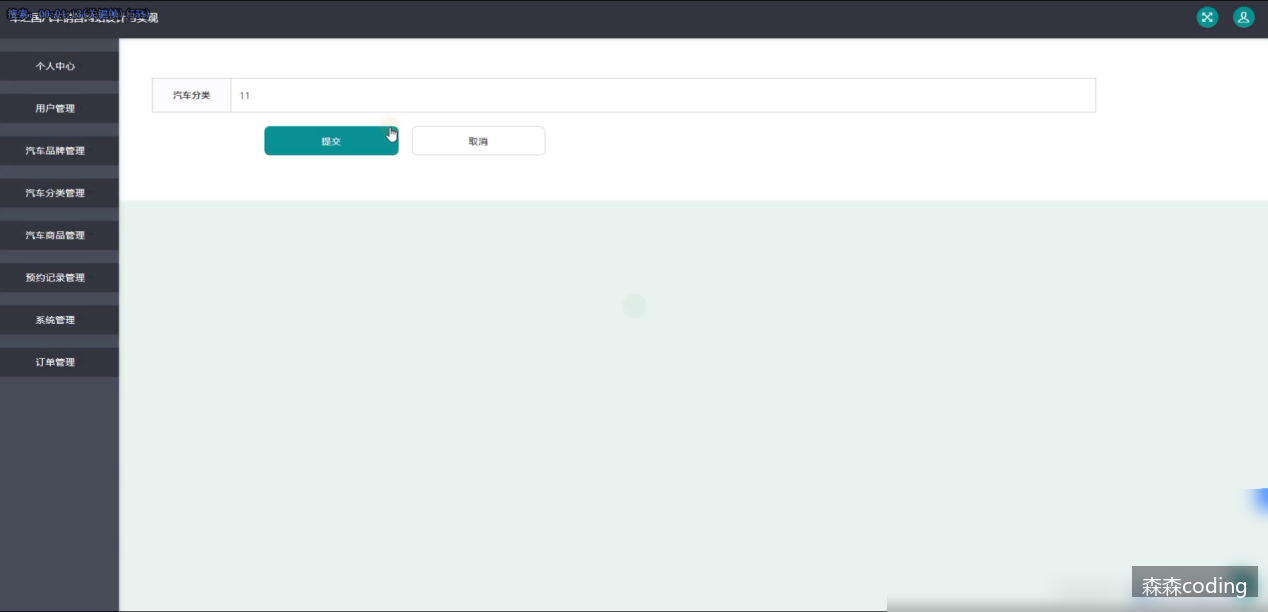 个人中心
用户管理
汽车品牌管理
汽车分类管理
汽车商品管理
预约记录管理
系统管理
订单管理
汽车分类 11
提交 取消
森森coding